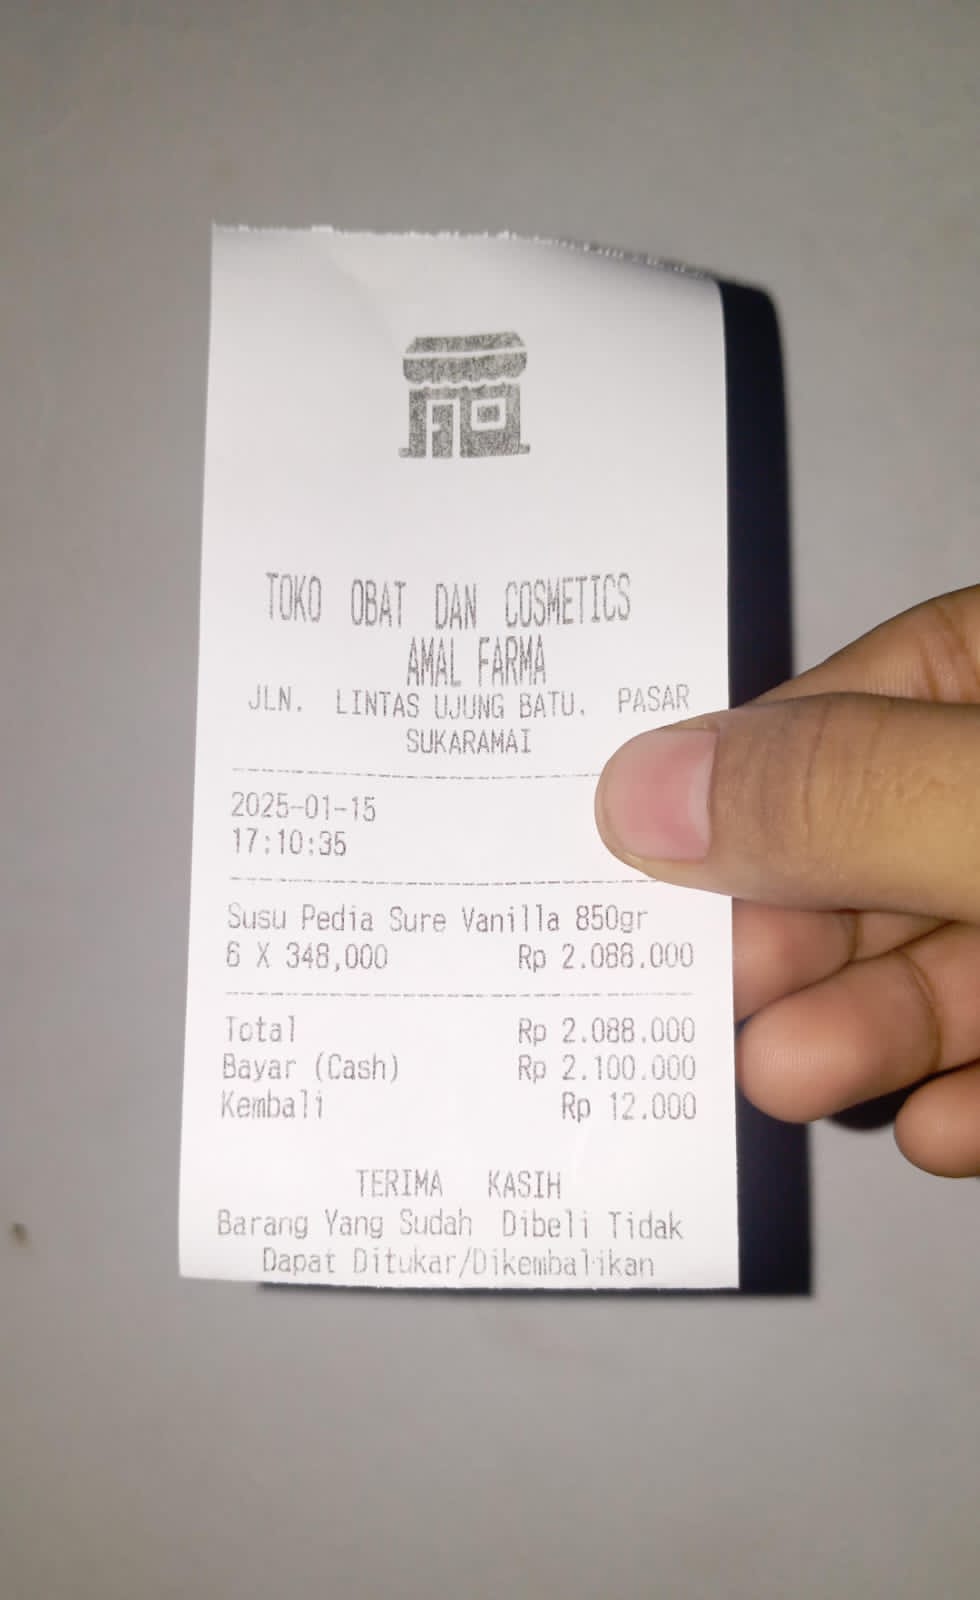 TOKO OBAT DAN COSMETICS
AMAL FARMA
JLN. LINTAS UJUNG BATU. PASAR
SUKARAMAI
2025-01-15
17:10:35
Susu Pedia Sure Vanilla 850gr
6 X 348,000 Rp 2.088.000
Total Rp 2.088.000
Bayar (Cash) Rp 2.100.000
Kembali Rp 12.000
TERIMA KASIH
Barang Yang Sudah Dibeli Tidak
Dapat Ditukar/Dikembalikan